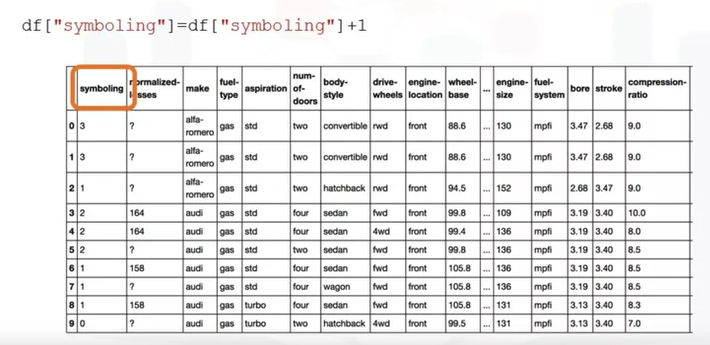 df["symboling"]=df["symboling"]+1
symboling normalized-losses make fuel-type aspiration num-of-doors body-style drive-wheels engine-location wheel-base ... engine-size fuel-system bore stroke compression-ratio
0 3 ? alfa-romero gas std two convertible rwd front 88.6 ... 130 mpfi 3.47 2.68 9.0
1 3 ? alfa-romero gas std two convertible rwd front 88.6 ... 130 mpfi 3.47 2.68 9.0
2 1 ? alfa-romero gas std two hatchback rwd front 94.5 ... 152 mpfi 2.68 3.47 9.0
3 2 164 audi gas std four sedan fwd front 99.8 ... 109 mpfi 3.19 3.40 10.0
4 2 164 audi gas std four sedan 4wd front 99.4 ... 136 mpfi 3.19 3.40 8.0
5 2 ? audi gas std two sedan fwd front 99.8 ... 136 mpfi 3.19 3.40 8.5
6 1 158 audi gas std four sedan fwd front 105.8 ... 136 mpfi 3.19 3.40 8.5
7 1 ? audi gas std four wagon fwd front 105.8 ... 136 mpfi 3.19 3.40 8.5
8 1 158 audi gas turbo four sedan fwd front 105.8 ... 131 mpfi 3.13 3.40 8.3
9 0 ? audi gas turbo two hatchback 4wd front 99.5 ... 131 mpfi 3.13 3.40 7.0